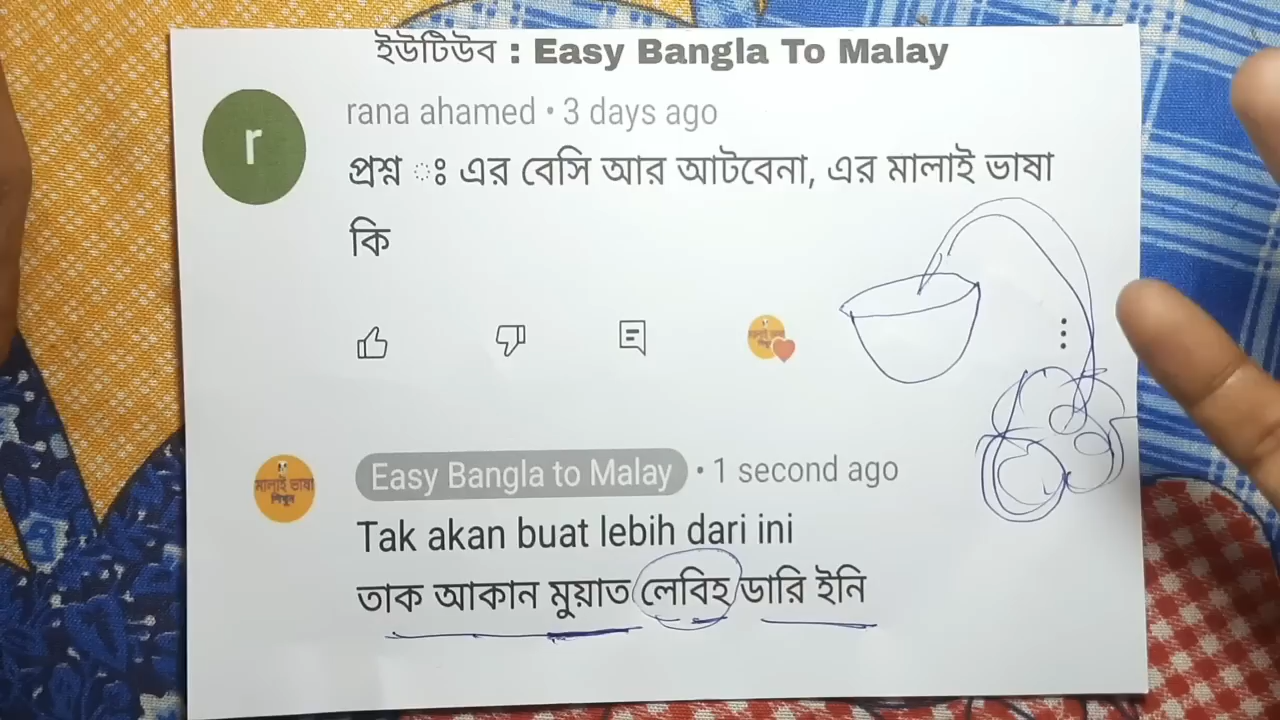 ইউটিউব : Easy Bangla To Malay
rana ahamed • 3 days ago
r
প্রশ্ন ঃ এর বেসি আর আটবেনা, এর মালাই ভাষা
কি
Easy Bangla to Malay • 1 second ago
মালাই ভাষা
শিখুন
Tak akan buat lebih dari ini
তাক আকান মুয়াত লেবিহ ডারি ইনি